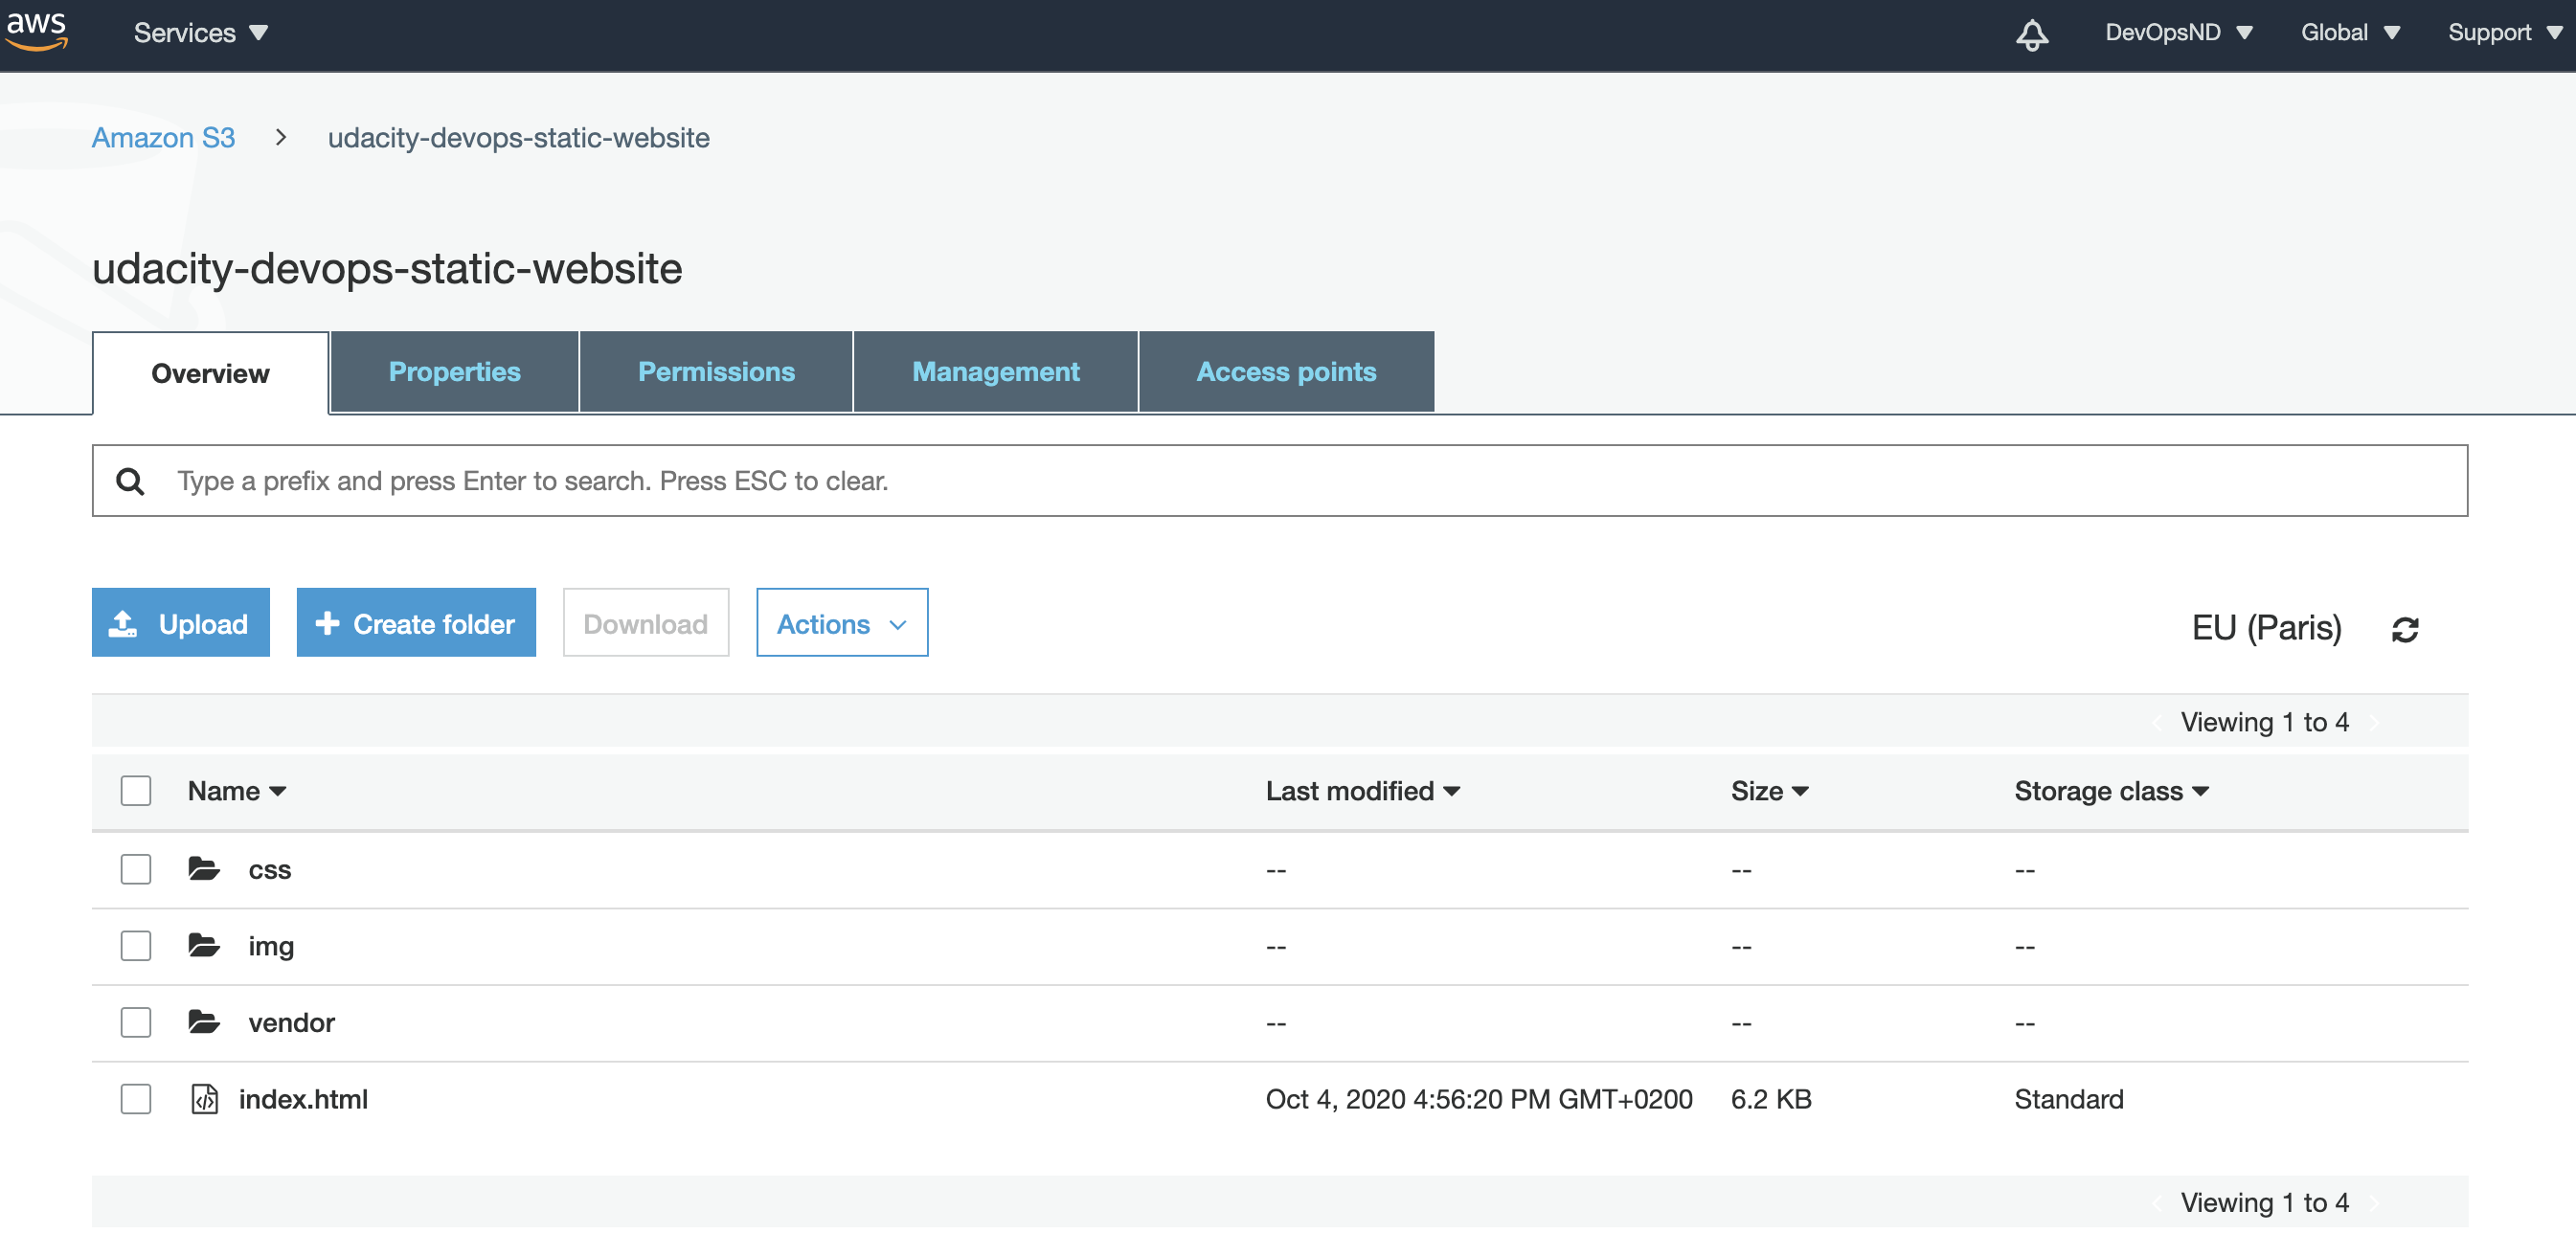 aws Services DevOpsND Global Support
Amazon S3 > udacity-devops-static-website
udacity-devops-static-website
Overview Properties Permissions Management Access points
Type a prefix and press Enter to search. Press ESC to clear.
Upload + Create folder Download Actions EU (Paris)
Viewing 1 to 4
Name Last modified Size Storage class
css -- -- --
img -- -- --
vendor -- -- --
index.html Oct 4, 2020 4:56:20 PM GMT+0200 6.2 KB Standard
Viewing 1 to 4